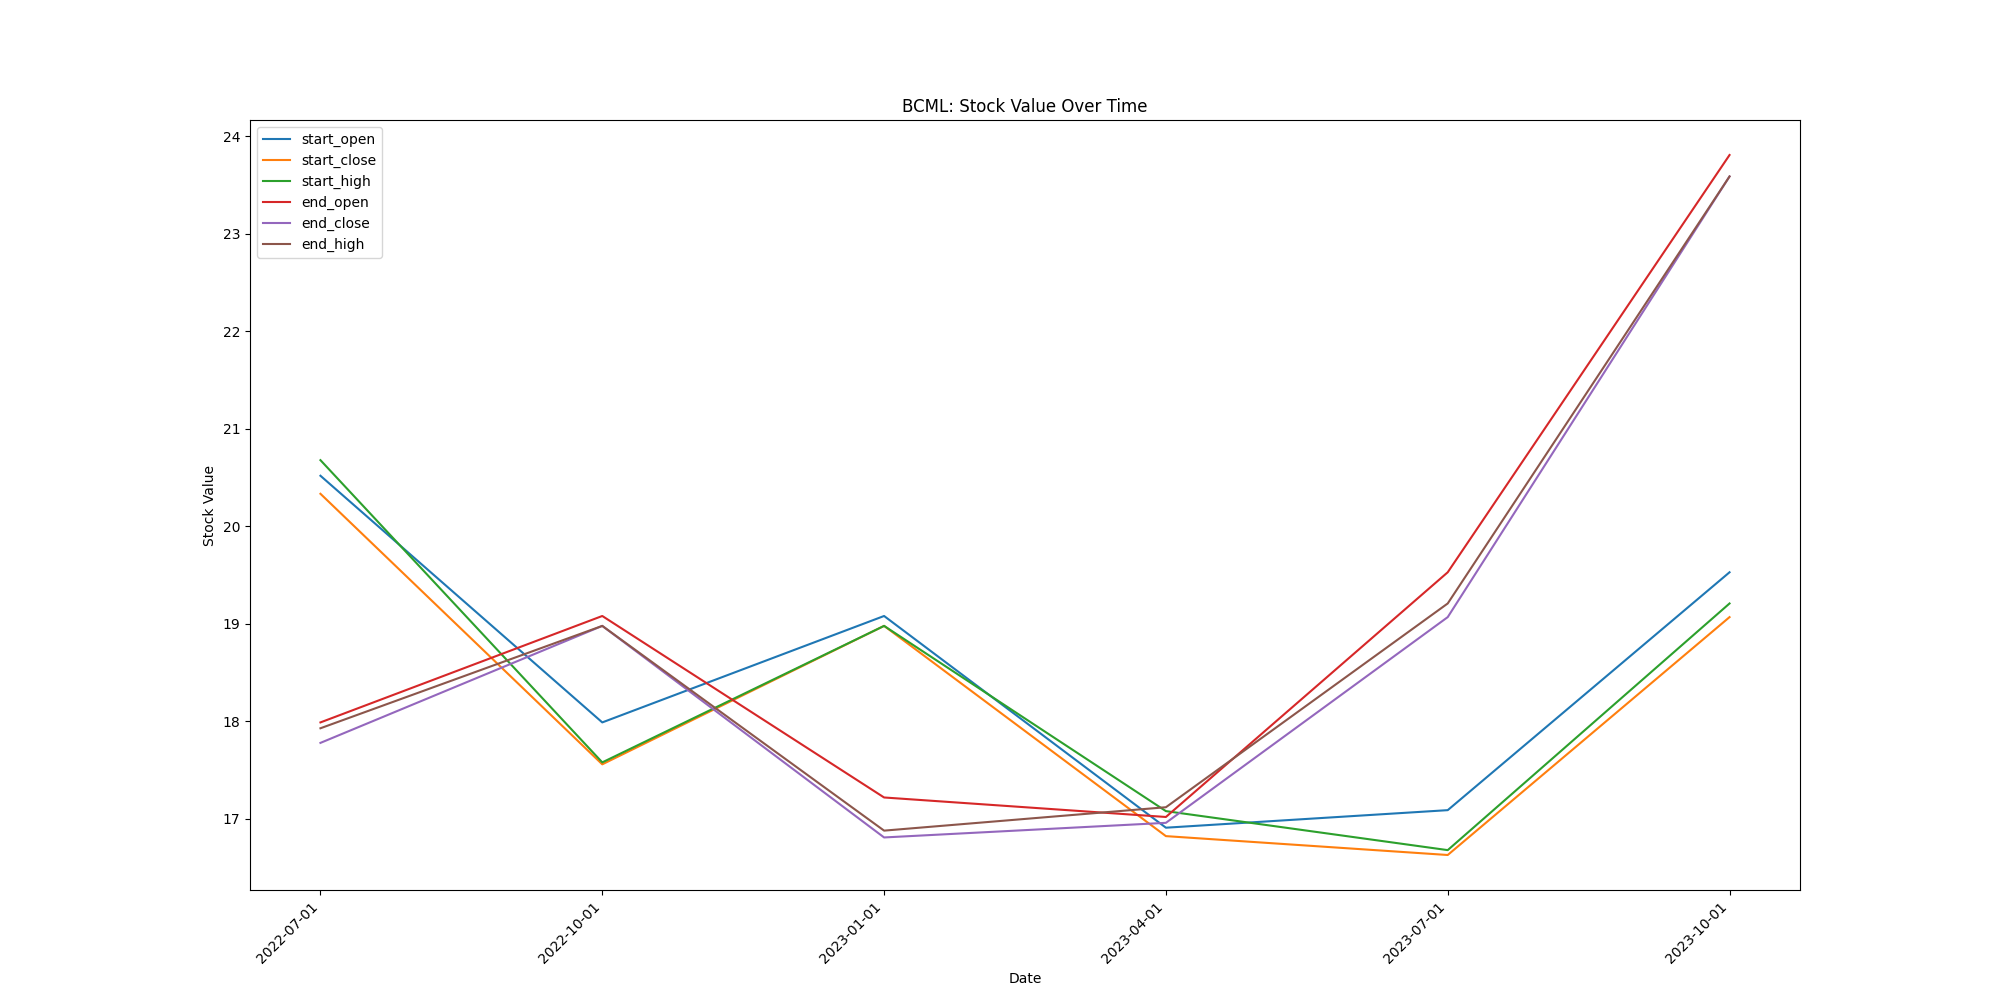 BCML: Stock Value Over Time
start_open
start_close
start_high
end_open
end_close
end_high
24
23
22
21
20
19
18
17
Stock Value
2022-07-01
2022-10-01
2023-01-01
2023-04-01
2023-07-01
2023-10-01
Date